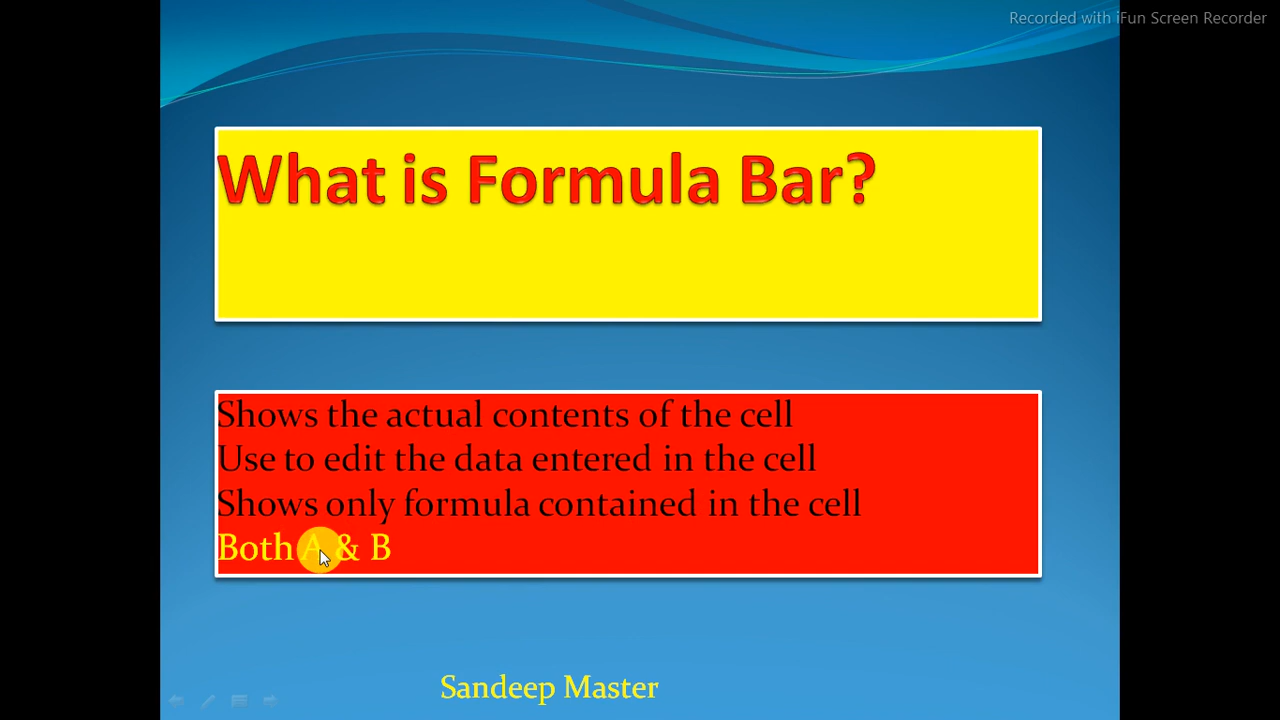 Recorded with iFun Screen Recorder
What is Formula Bar?
Shows the actual contents of the cell
Use to edit the data entered in the cell
Shows only formula contained in the cell
Both A & B
Sandeep Master